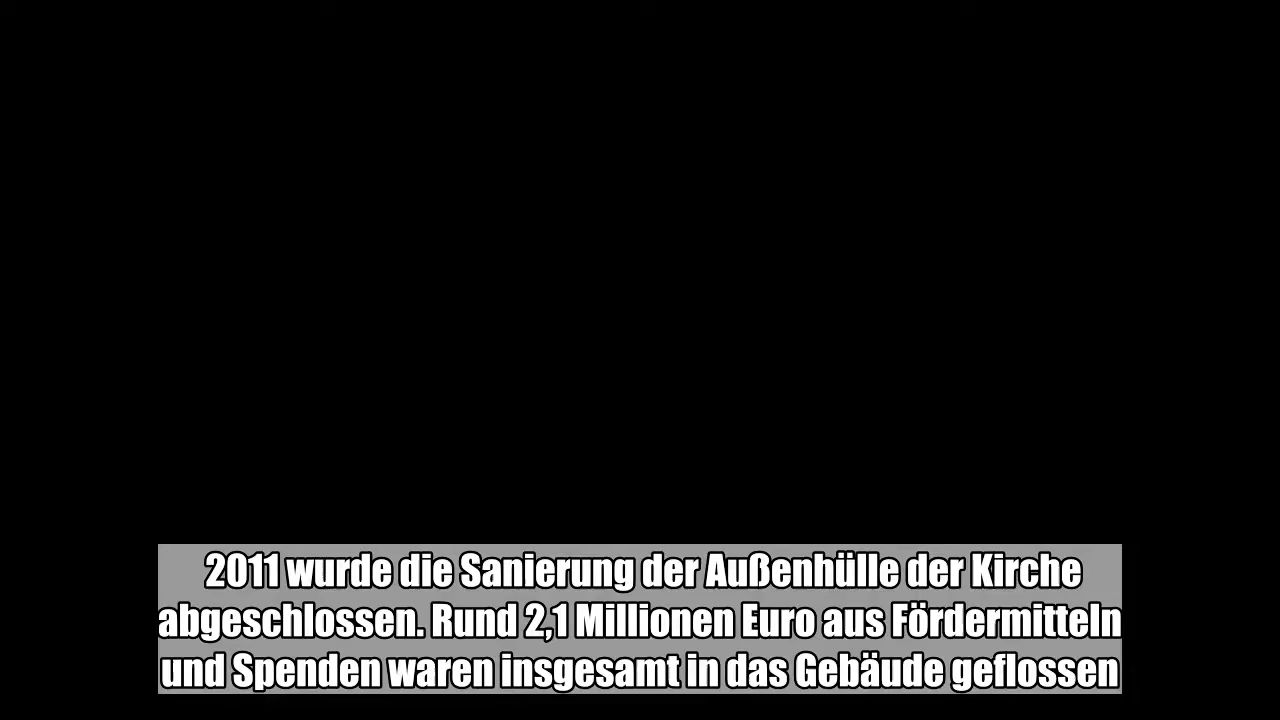 2011 wurde die Sanierung der Außenhülle der Kirche
abgeschlossen. Rund 2,1 Millionen Euro aus Fördermitteln
und Spenden waren insgesamt in das Gebäude geflossen